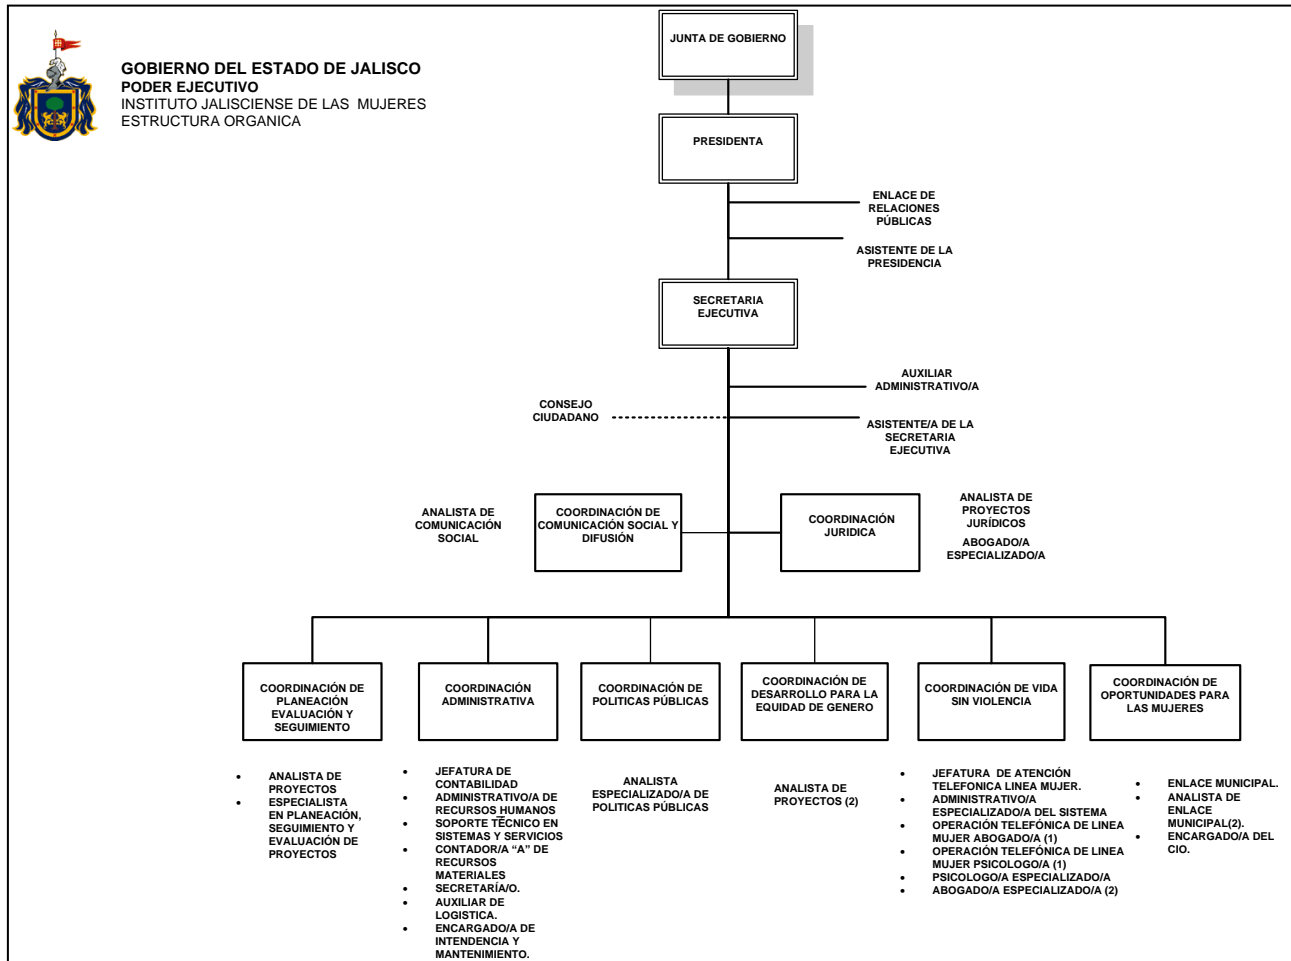 JUNTA DE GOBIERNO
GOBIERNO DEL ESTADO DE JALISCO
PODER EJECUTIVO
INSTITUTO JALISCIENSE DE LAS  MUJERES
ESTRUCTURA ORGANICA
PRESIDENTA
ENLACE DE
RELACIONES
PÚBLICAS
ASISTENTE DE LA
PRESIDENCIA
SECRETARIA
EJECUTIVA
AUXILIAR
ADMINISTRATIVO/A
CONSEJO
CIUDADANO
ASISTENTE/A DE LA
SECRETARIA
EJECUTIVA
ANALISTA DE
COMUNICACIÓN
SOCIAL
COORDINACIÓN DE
COMUNICACIÓN SOCIAL Y
DIFUSIÓN
COORDINACIÓN
JURIDICA
ANALISTA DE
PROYECTOS
JURÍDICOS
ABOGADO/A
ESPECIALIZADO/A
COORDINACIÓN DE
PLANEACIÓN
EVALUACIÓN Y
SEGUIMIENTO
COORDINACIÓN
ADMINISTRATIVA
COORDINACIÓN DE
POLITICAS PÚBLICAS
COORDINACIÓN DE
DESARROLLO PARA LA
EQUIDAD DE GENERO
COORDINACIÓN DE VIDA
SIN VIOLENCIA
COORDINACIÓN DE
OPORTUNIDADES PARA
LAS MUJERES
• ANALISTA DE
PROYECTOS
• ESPECIALISTA
EN PLANEACIÓN,
SEGUIMIENTO Y
EVALUACIÓN DE
PROYECTOS
• JEFATURA DE
CONTABILIDAD
• ADMINISTRATIVO/A DE
RECURSOS HUMANOS
• SOPORTE TÉCNICO EN
SISTEMAS Y SERVICIOS
• CONTADOR/A “A” DE
RECURSOS
MATERIALES
• SECRETARÍA/O.
• AUXILIAR DE
LOGISTICA.
• ENCARGADO/A DE
INTENDENCIA Y
MANTENIMIENTO.
ANALISTA
ESPECIALIZADO/A DE
POLITICAS PÚBLICAS
ANALISTA DE
PROYECTOS (2)
• JEFATURA  DE ATENCIÓN
TELEFONICA LINEA MUJER.
• ADMINISTRATIVO/A
ESPECIALIZADO/A DEL SISTEMA
• OPERACIÓN TELEFÓNICA DE LINEA
MUJER ABOGADO/A (1)
• OPERACIÓN TELEFÓNICA DE LINEA
MUJER PSICOLOGO/A (1)
• PSICOLOGO/A ESPECIALIZADO/A
• ABOGADO/A ESPECIALIZADO/A (2)
• ENLACE MUNICIPAL.
• ANALISTA DE
ENLACE
MUNICIPAL(2).
• ENCARGADO/A DEL
CIO.